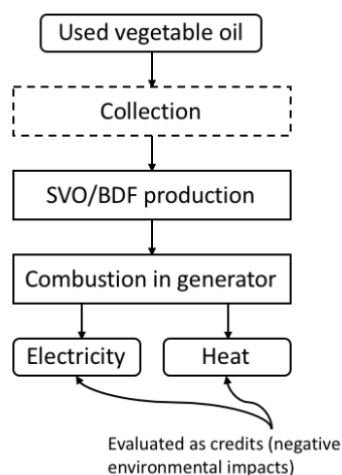 Used vegetable oil
Collection
SVO/BDF production
Combustion in generator
Electricity
Heat
Evaluated as credits (negative
environmental impacts)